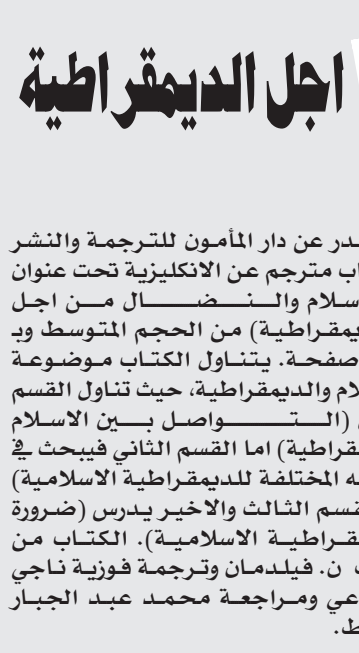 اجل الديمقراطية
در عن دار المأمون للترجمة والنشر
اب مترجم عن الانكليزية تحت عنوان
سلام والنضال من اجل
يمقراطية) من الحجم المتوسط وبـ
صفحة. يتناول الكتاب موضوعة
لام والديمقراطية، حيث تناول القسم
(التواصل بين الاسلام
قراطية) اما القسم الثاني فيبحث في
ه المختلفة للديمقراطية الاسلامية)
قسم الثالث والاخير يدرس (ضرورة
قراطية الاسلامية). الكتاب من
ن. فيلدمان وترجمة فوزية ناجي
عي ومراجعة محمد عبد الجبار
ط.